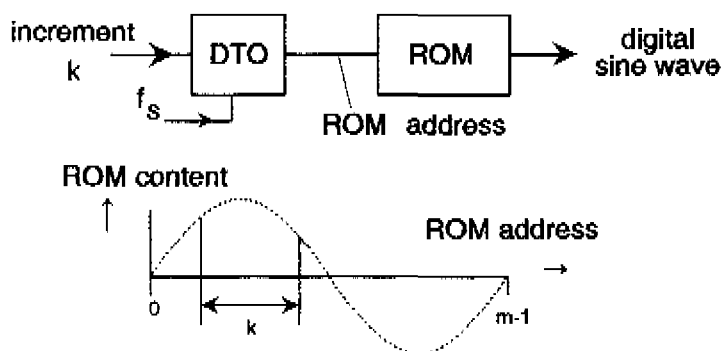 increment
k
DTO
ROM
digital
sine wave
f s
ROM address
ROM content
ROM address
0
k
m-1